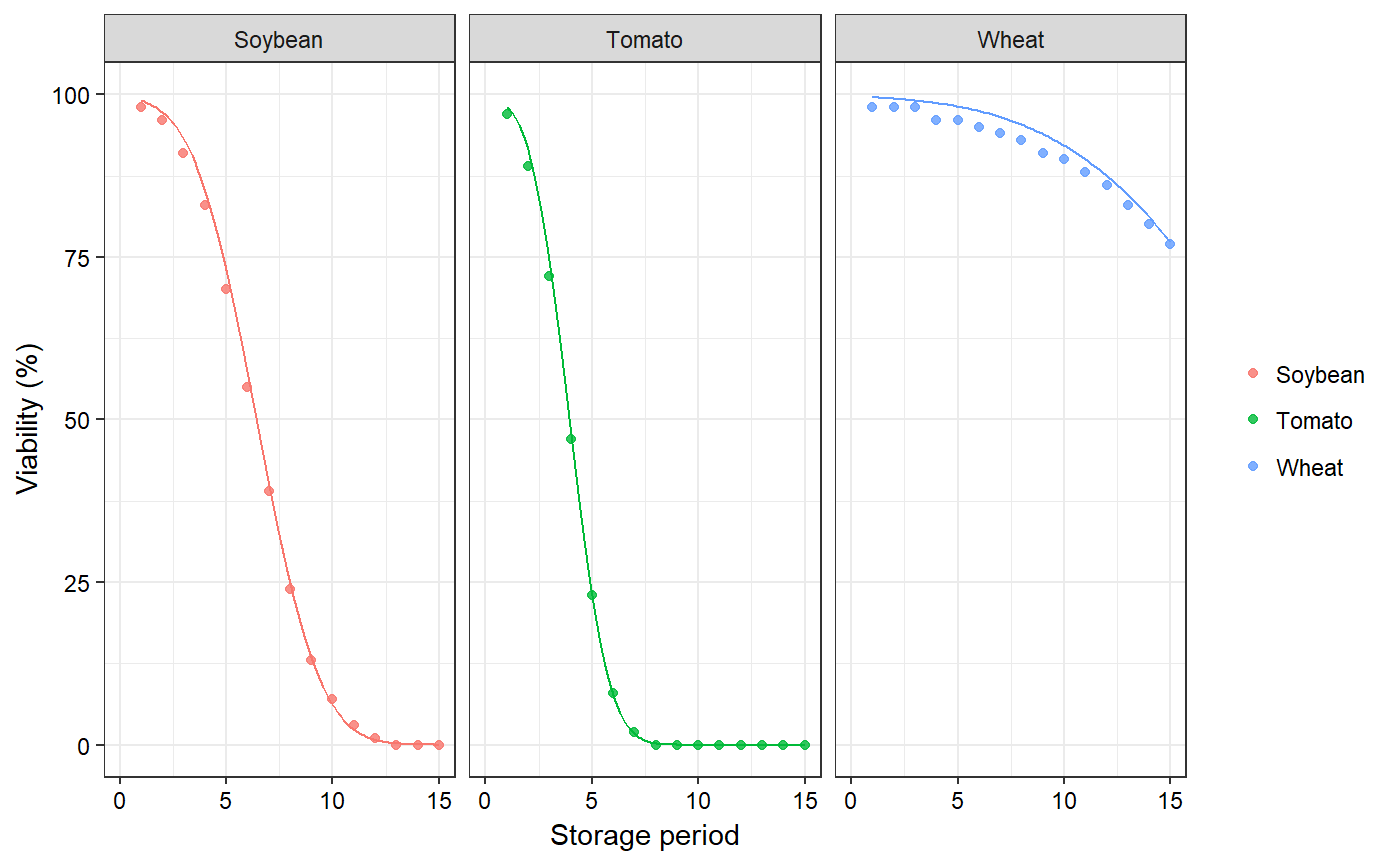 Soybean Tomato Wheat
Viability (%)
100
75
50
25
0
0 5 10 15 0 5 10 15 0 5 10 15
Storage period
Soybean
Tomato
Wheat